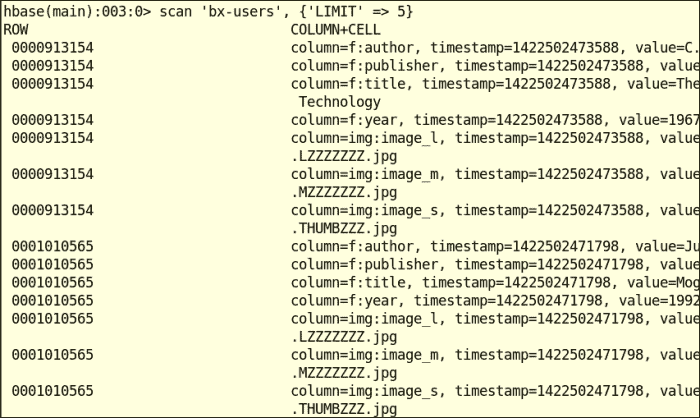 hbase(main):003:0> scan 'bx-users', {'LIMIT' => 5}
ROW COLUMN+CELL
0000913154 column=f:author, timestamp=1422502473588, value=C.
0000913154 column=f:publisher, timestamp=1422502473588, value
0000913154 column=f:title, timestamp=1422502473588, value=The
Technology
0000913154 column=f:year, timestamp=1422502473588, value=1967
0000913154 column=img:image_l, timestamp=1422502473588, value
.LZZZZZZZ.jpg
0000913154 column=img:image_m, timestamp=1422502473588, value
.MZZZZZZZ.jpg
0000913154 column=img:image_s, timestamp=1422502473588, value
.THUMBZZZ.jpg
0001010565 column=f:author, timestamp=1422502471798, value=Ju
0001010565 column=f:publisher, timestamp=1422502471798, value
0001010565 column=f:title, timestamp=1422502471798, value=Mog
0001010565 column=f:year, timestamp=1422502471798, value=1992
0001010565 column=img:image_l, timestamp=1422502471798, value
.LZZZZZZZ.jpg
0001010565 column=img:image_m, timestamp=1422502471798, value
.MZZZZZZZ.jpg
0001010565 column=img:image_s, timestamp=1422502471798, value
.THUMBZZZ.jpg